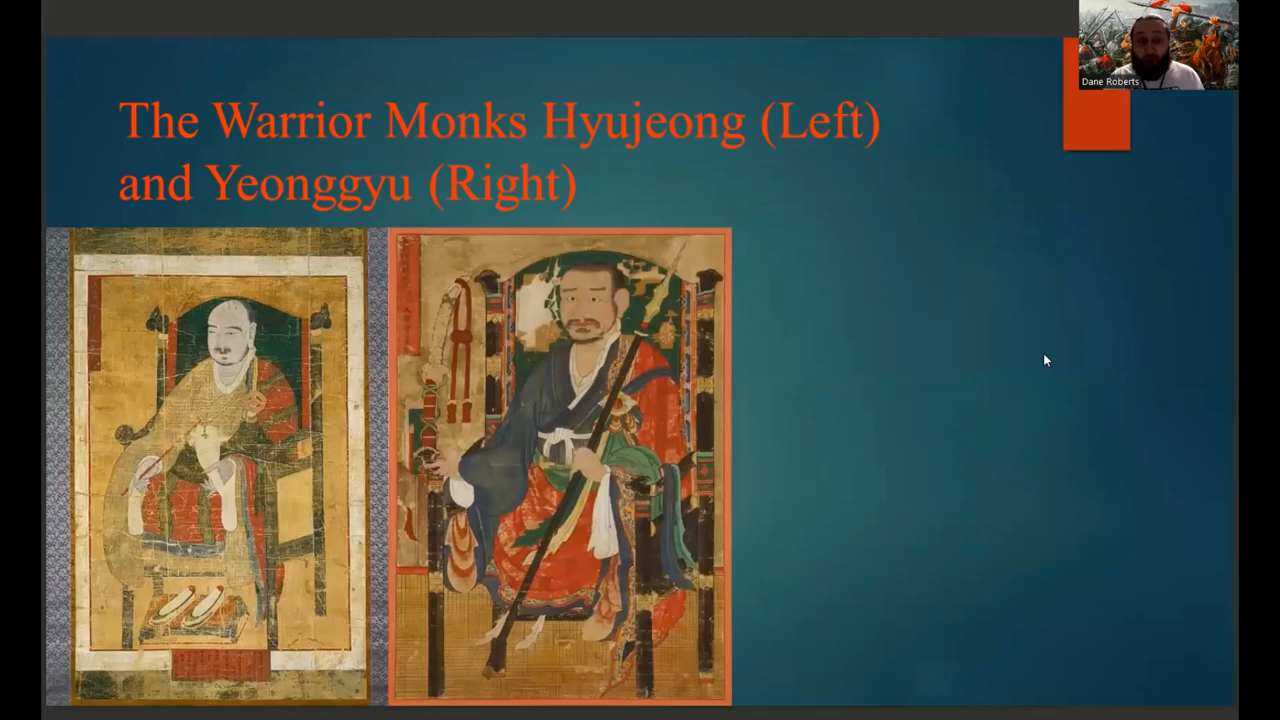 The Warrior Monks Hyujeong (Left)
and Yeonggyu (Right)
Dane Roberts